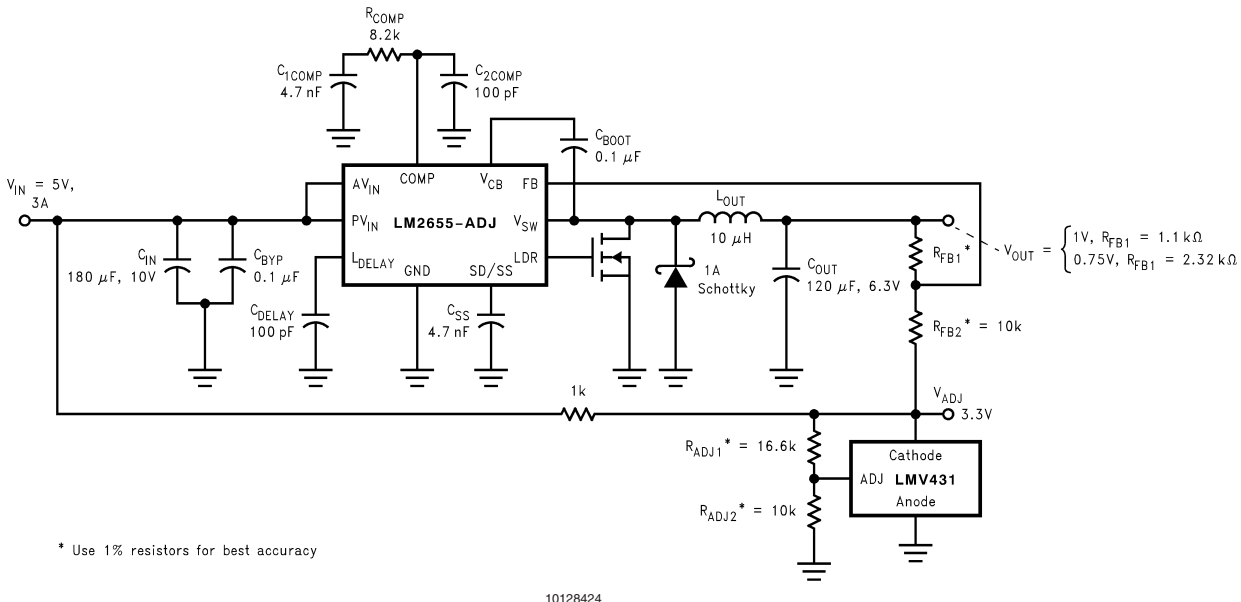 R_COMP
8.2k
C_1COMP
4.7 nF
C_2COMP
100 pF
C_BOOT
0.1 μF
V_IN = 5V,
3A
AV_IN
COMP
V_CB
FB
PV_IN
LM2655-ADJ
V_SW
L_DELAY
GND
SD/SS
LDR
L_OUT
10 μH
C_IN
180 μF, 10V
C_BYP
0.1 μF
C_DELAY
100 pF
C_SS
4.7 nF
1A
Schottky
C_OUT
120 μF, 6.3V
R_FB1*
V_OUT = { 1V, R_FB1 = 1.1 kΩ
0.75V, R_FB1 = 2.32 kΩ
R_FB2* = 10k
1k
V_ADJ
3.3V
R_ADJ1* = 16.6k
R_ADJ2* = 10k
Cathode
ADJ LMV431
Anode
* Use 1% resistors for best accuracy
10128424